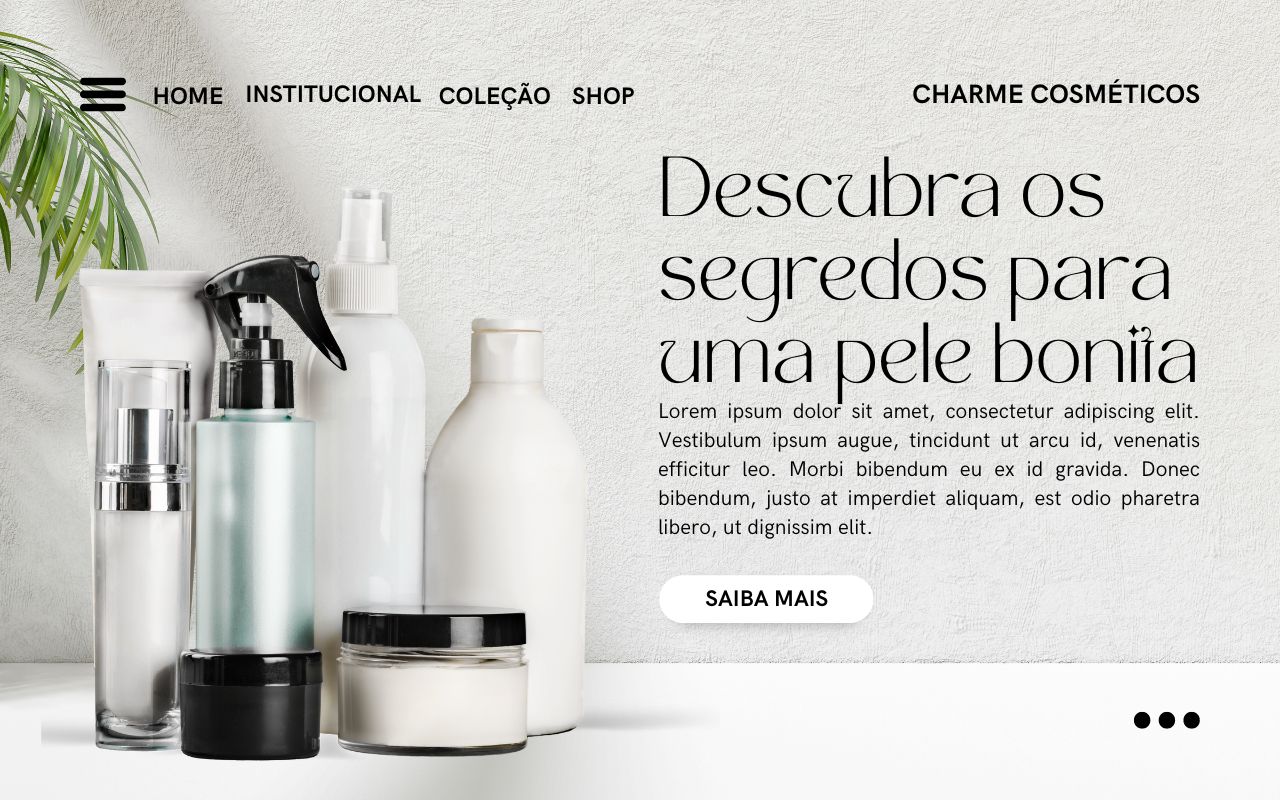 HOME INSTITUCIONAL COLEÇÃO SHOP
CHARME COSMÉTICOS
Descubra os
segredos para
uma pele bonita
Lorem ipsum dolor sit amet, consectetur adipiscing elit.
Vestibulum ipsum augue, tincidunt ut arcu id, venenatis
efficitur leo. Morbi bibendum eu ex id gravida. Donec
bibendum, justo at imperdiet aliquam, est odio pharetra
libero, ut dignissim elit.
SAIBA MAIS